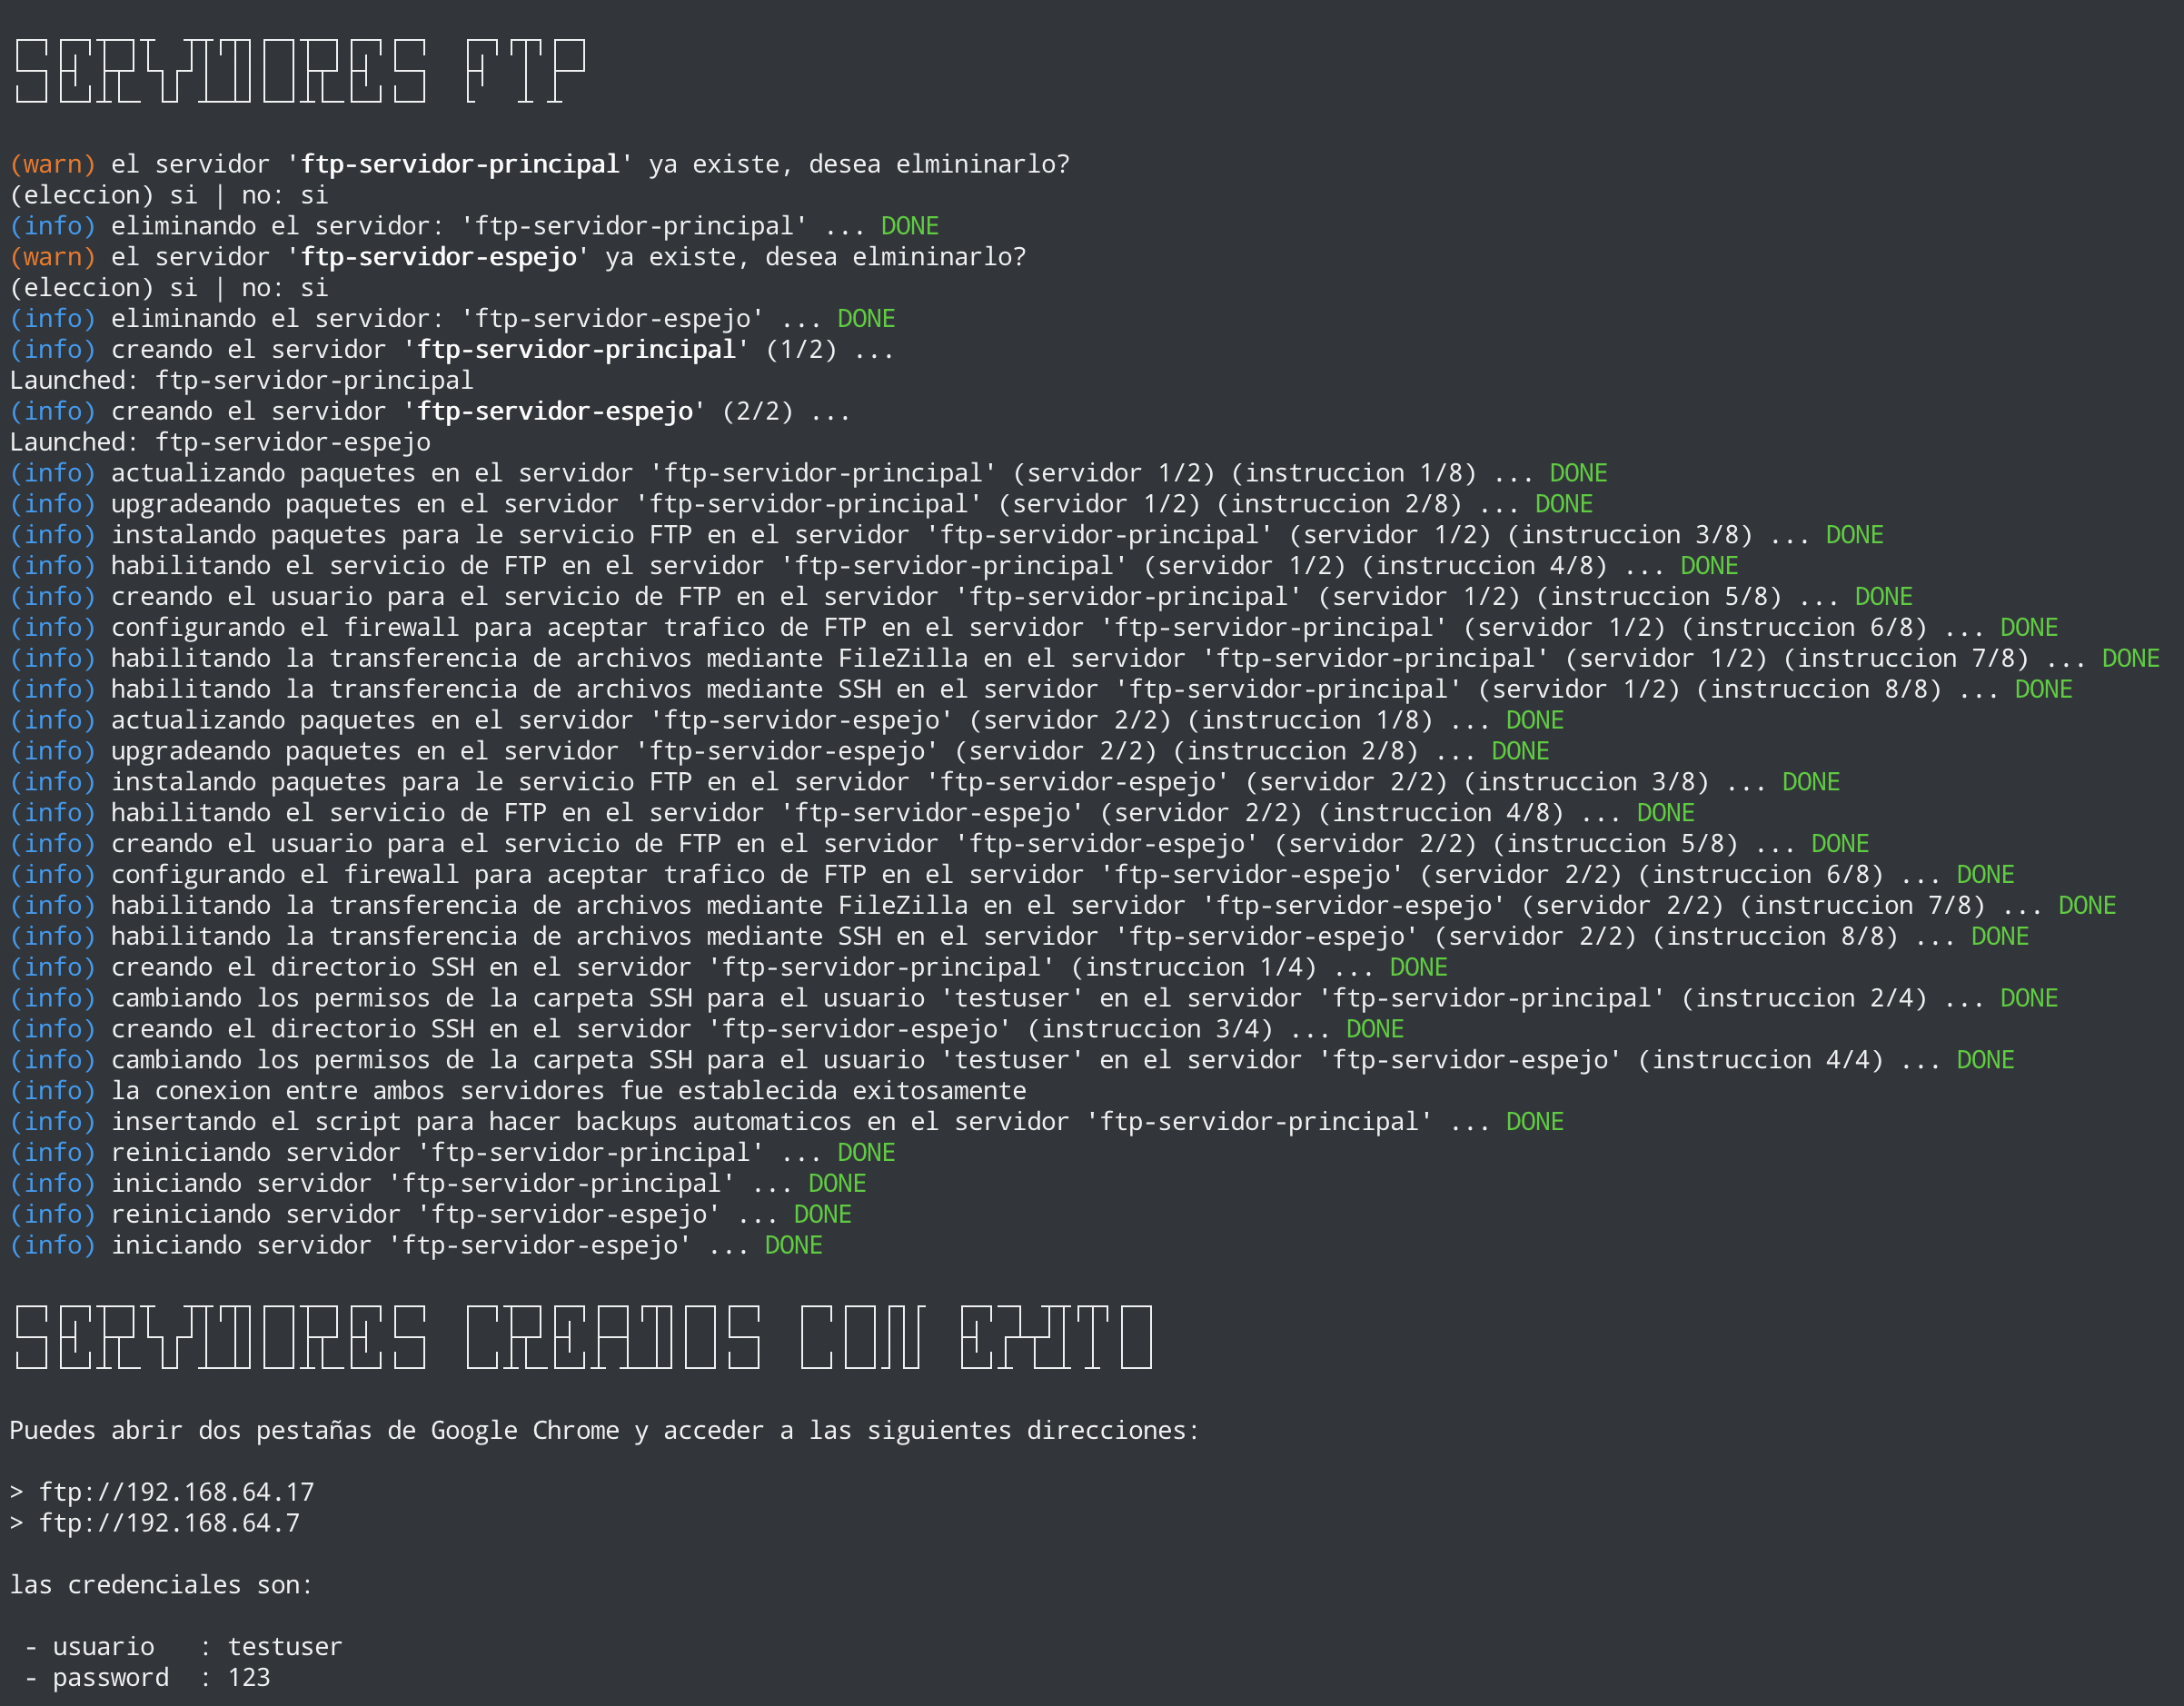 SERVIDORES FTP
(warn) el servidor 'ftp-servidor-principal' ya existe, desea elmininarlo?
(eleccion) si | no: si
(info) eliminando el servidor: 'ftp-servidor-principal' ... DONE
(warn) el servidor 'ftp-servidor-espejo' ya existe, desea elmininarlo?
(eleccion) si | no: si
(info) eliminando el servidor: 'ftp-servidor-espejo' ... DONE
(info) creando el servidor 'ftp-servidor-principal' (1/2) ...
Launched: ftp-servidor-principal
(info) creando el servidor 'ftp-servidor-espejo' (2/2) ...
Launched: ftp-servidor-espejo
(info) actualizando paquetes en el servidor 'ftp-servidor-principal' (servidor 1/2) (instruccion 1/8) ... DONE
(info) upgradeando paquetes en el servidor 'ftp-servidor-principal' (servidor 1/2) (instruccion 2/8) ... DONE
(info) instalando paquetes para le servicio FTP en el servidor 'ftp-servidor-principal' (servidor 1/2) (instruccion 3/8) ... DONE
(info) habilitando el servicio de FTP en el servidor 'ftp-servidor-principal' (servidor 1/2) (instruccion 4/8) ... DONE
(info) creando el usuario para el servicio de FTP en el servidor 'ftp-servidor-principal' (servidor 1/2) (instruccion 5/8) ... DONE
(info) configurando el firewall para aceptar trafico de FTP en el servidor 'ftp-servidor-principal' (servidor 1/2) (instruccion 6/8) ... DONE
(info) habilitando la transferencia de archivos mediante FileZilla en el servidor 'ftp-servidor-principal' (servidor 1/2) (instruccion 7/8) ... DONE
(info) habilitando la transferencia de archivos mediante SSH en el servidor 'ftp-servidor-principal' (servidor 1/2) (instruccion 8/8) ... DONE
(info) actualizando paquetes en el servidor 'ftp-servidor-espejo' (servidor 2/2) (instruccion 1/8) ... DONE
(info) upgradeando paquetes en el servidor 'ftp-servidor-espejo' (servidor 2/2) (instruccion 2/8) ... DONE
(info) instalando paquetes para le servicio FTP en el servidor 'ftp-servidor-espejo' (servidor 2/2) (instruccion 3/8) ... DONE
(info) habilitando el servicio de FTP en el servidor 'ftp-servidor-espejo' (servidor 2/2) (instruccion 4/8) ... DONE
(info) creando el usuario para el servicio de FTP en el servidor 'ftp-servidor-espejo' (servidor 2/2) (instruccion 5/8) ... DONE
(info) configurando el firewall para aceptar trafico de FTP en el servidor 'ftp-servidor-espejo' (servidor 2/2) (instruccion 6/8) ... DONE
(info) habilitando la transferencia de archivos mediante FileZilla en el servidor 'ftp-servidor-espejo' (servidor 2/2) (instruccion 7/8) ... DONE
(info) habilitando la transferencia de archivos mediante SSH en el servidor 'ftp-servidor-espejo' (servidor 2/2) (instruccion 8/8) ... DONE
(info) creando el directorio SSH en el servidor 'ftp-servidor-principal' (instruccion 1/4) ... DONE
(info) cambiando los permisos de la carpeta SSH para el usuario 'testuser' en el servidor 'ftp-servidor-principal' (instruccion 2/4) ... DONE
(info) creando el directorio SSH en el servidor 'ftp-servidor-espejo' (instruccion 3/4) ... DONE
(info) cambiando los permisos de la carpeta SSH para el usuario 'testuser' en el servidor 'ftp-servidor-espejo' (instruccion 4/4) ... DONE
(info) la conexion entre ambos servidores fue establecida exitosamente
(info) insertando el script para hacer backups automaticos en el servidor 'ftp-servidor-principal' ... DONE
(info) reiniciando servidor 'ftp-servidor-principal' ... DONE
(info) iniciando servidor 'ftp-servidor-principal' ... DONE
(info) reiniciando servidor 'ftp-servidor-espejo' ... DONE
(info) iniciando servidor 'ftp-servidor-espejo' ... DONE
SERVIDORES CREADOS CON EXITO
Puedes abrir dos pestañas de Google Chrome y acceder a las siguientes direcciones:
> ftp://192.168.64.17
> ftp://192.168.64.7
las credenciales son:
- usuario   : testuser
- password  : 123